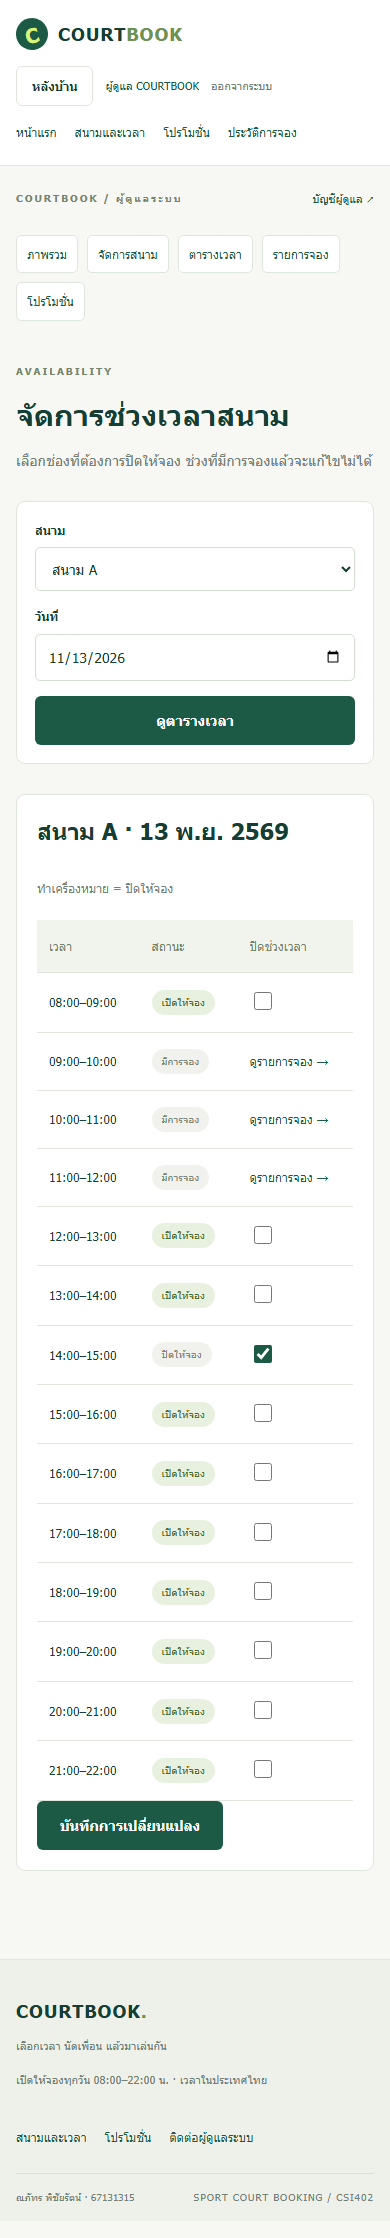 C COURTBOOK
หลังบ้าน ผู้ดูแล COURTBOOK ออกจากระบบ
หน้าแรก สนามและเวลา โปรโมชั่น ประวัติการจอง
COURTBOOK / ผู้ดูแลระบบ บัญชีผู้ดูแล ↗
ภาพรวม จัดการสนาม ตารางเวลา รายการจอง
โปรโมชั่น
AVAILABILITY
จัดการช่วงเวลาสนาม
เลือกช่องที่ต้องการปิดให้จอง ช่วงที่มีการจองแล้วจะแก้ไขไม่ได้
สนาม
สนาม A
วันที่
11/13/2026
ดูตารางเวลา
สนาม A · 13 พ.ย. 2569
ทำเครื่องหมาย = ปิดให้จอง
เวลา สถานะ ปิดช่วงเวลา
08:00–09:00 เปิดให้จอง
09:00–10:00 มีการจอง ดูรายการจอง →
10:00–11:00 มีการจอง ดูรายการจอง →
11:00–12:00 มีการจอง ดูรายการจอง →
12:00–13:00 เปิดให้จอง
13:00–14:00 เปิดให้จอง
14:00–15:00 ปิดให้จอง
15:00–16:00 เปิดให้จอง
16:00–17:00 เปิดให้จอง
17:00–18:00 เปิดให้จอง
18:00–19:00 เปิดให้จอง
19:00–20:00 เปิดให้จอง
20:00–21:00 เปิดให้จอง
21:00–22:00 เปิดให้จอง
บันทึกการเปลี่ยนแปลง
COURTBOOK.
เลือกเวลา นัดเพื่อน แล้วมาเล่นกัน
เปิดให้จองทุกวัน 08:00–22:00 น. · เวลาในประเทศไทย
สนามและเวลา โปรโมชั่น ติดต่อผู้ดูแลระบบ
ณภัทร พิชัยรัตน์ · 67131315 SPORT COURT BOOKING / CSI402